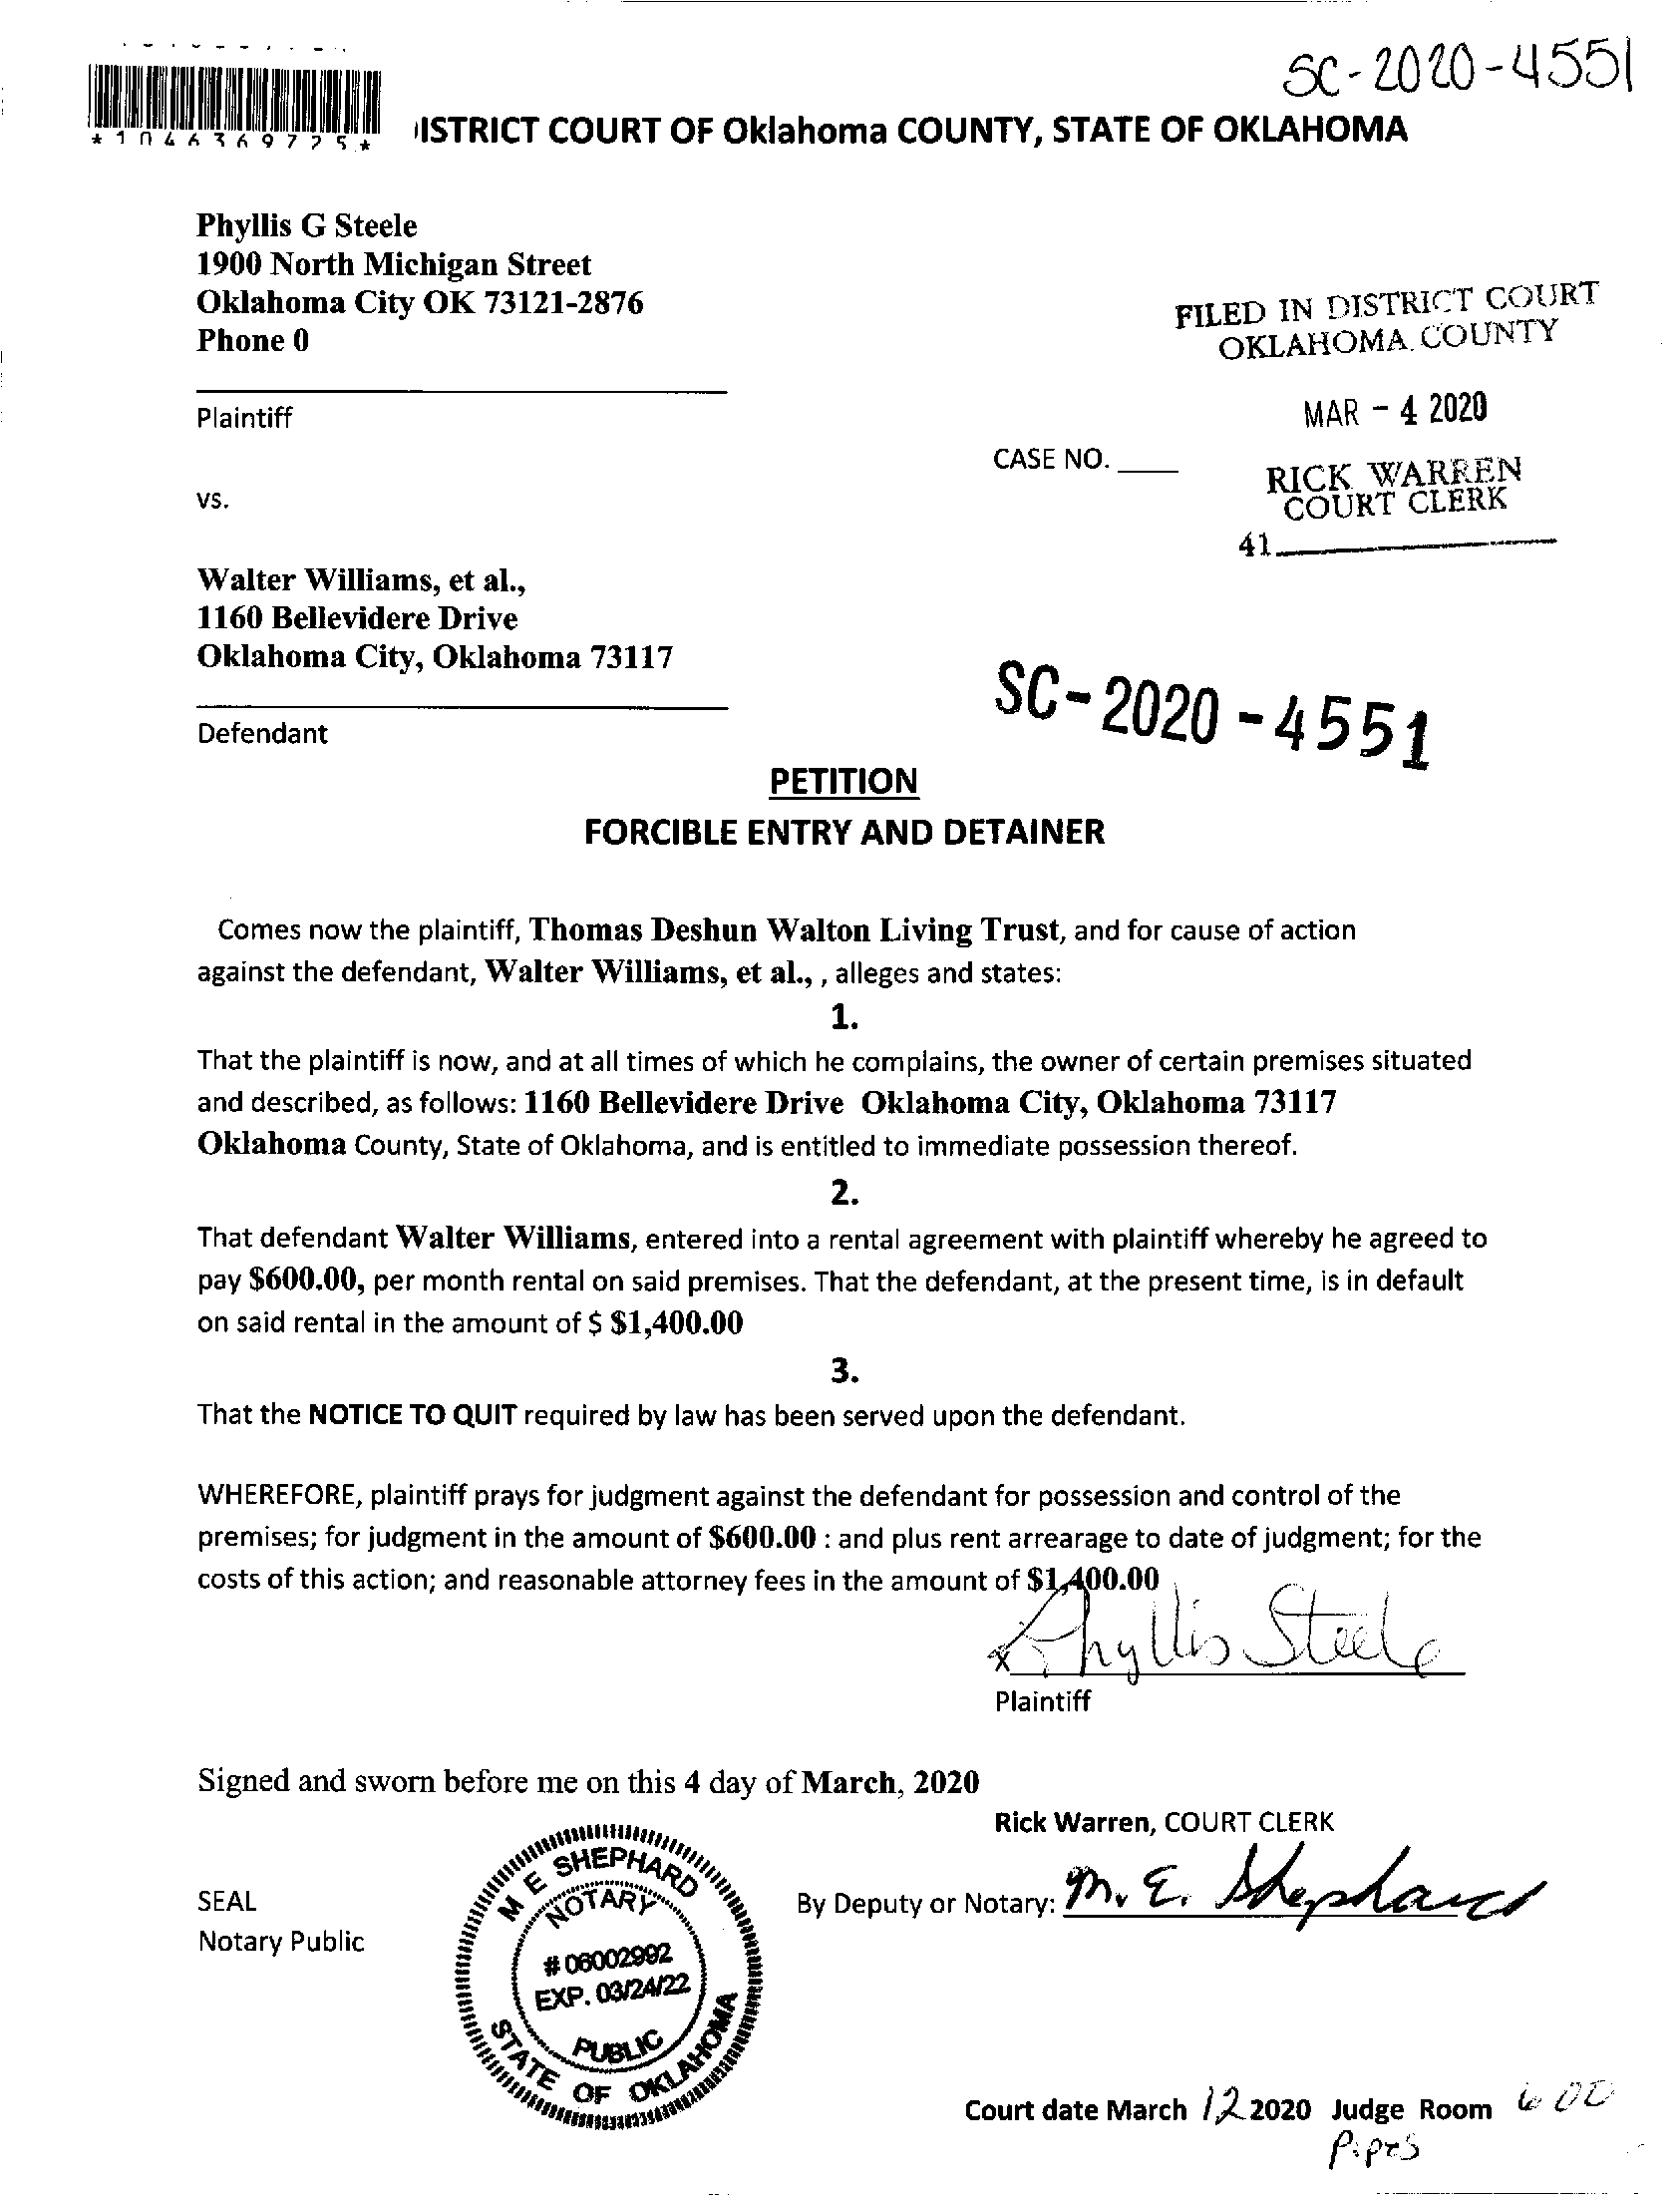 SC-2020-4551
*1046369725*
ISTRICT COURT OF Oklahoma COUNTY, STATE OF OKLAHOMA
Phyllis G Steele
1900 North Michigan Street
Oklahoma City OK 73121-2876
Phone 0
FILED IN DISTRICT COURT
OKLAHOMA COUNTY
Plaintiff
MAR - 4 2020
CASE NO. ____
RICK WARREN
COURT CLERK
vs.
41
Walter Williams, et al.,
1160 Bellevidere Drive
Oklahoma City, Oklahoma 73117
SC-2020-4551
Defendant
PETITION
FORCIBLE ENTRY AND DETAINER
Comes now the plaintiff, Thomas Deshun Walton Living Trust, and for cause of action
against the defendant, Walter Williams, et al., , alleges and states:
1.
That the plaintiff is now, and at all times of which he complains, the owner of certain premises situated
and described, as follows: 1160 Bellevidere Drive Oklahoma City, Oklahoma 73117
Oklahoma County, State of Oklahoma, and is entitled to immediate possession thereof.
2.
That defendant Walter Williams, entered into a rental agreement with plaintiff whereby he agreed to
pay $600.00, per month rental on said premises. That the defendant, at the present time, is in default
on said rental in the amount of $ $1,400.00
3.
That the NOTICE TO QUIT required by law has been served upon the defendant.
WHEREFORE, plaintiff prays for judgment against the defendant for possession and control of the
premises; for judgment in the amount of $600.00 : and plus rent arrearage to date of judgment; for the
costs of this action; and reasonable attorney fees in the amount of $1,400.00
x Phyllis Steele
Plaintiff
Signed and sworn before me on this 4 day of March, 2020
Rick Warren, COURT CLERK
M E SHEPHARD
NOTARY
# 06002992
EXP. 03/24/22
PUBLIC
STATE OF OKLAHOMA
SEAL
By Deputy or Notary: M. E. Shephard
Notary Public
Court date March 12 2020 Judge Room 600